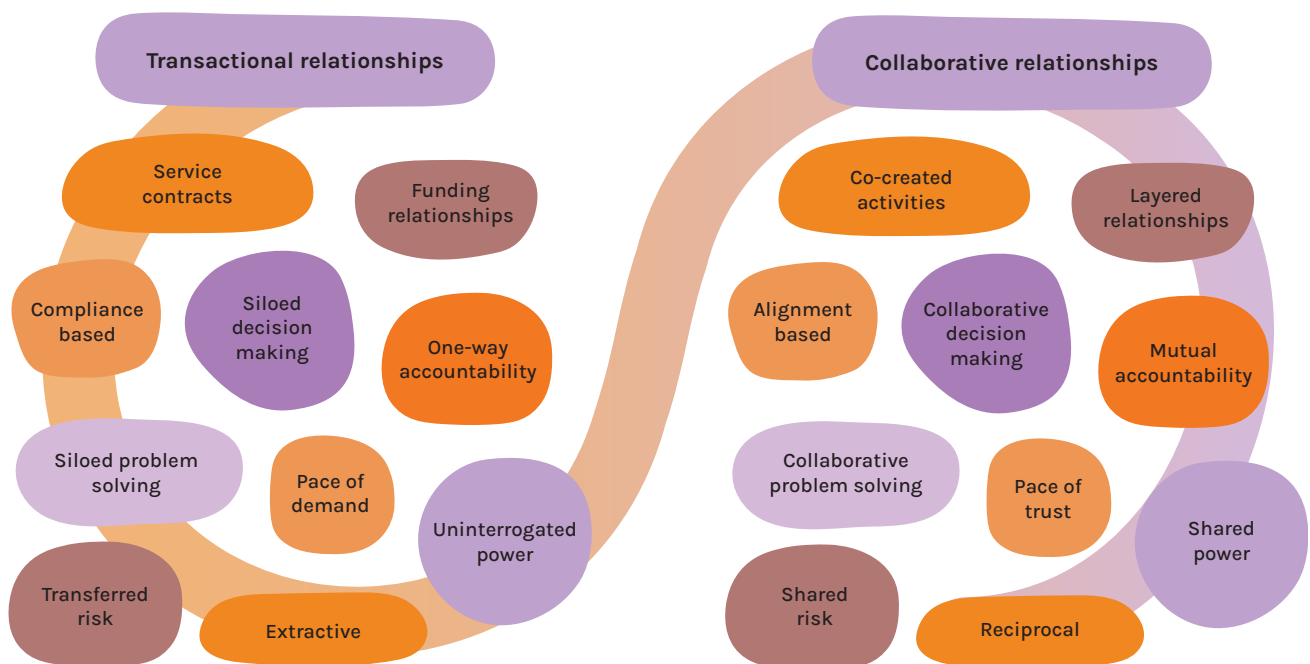 Transactional relationships
Service
contracts
Funding
relationships
Compliance
based
Siloed
decision
making
One-way
accountability
Siloed problem
solving
Pace of
demand
Uninterrogated
power
Transferred
risk
Extractive
Collaborative relationships
Co-created
activities
Layered
relationships
Alignment
based
Collaborative
decision
making
Mutual
accountability
Collaborative
problem solving
Pace of
trust
Shared
power
Shared
risk
Reciprocal